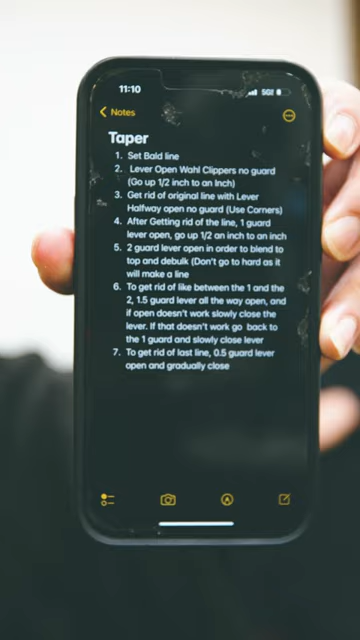 11:10
5GE
Notes
Taper
1. Set Bald line
2. Lever Open Wahl Clippers no guard
(Go up 1/2 inch to an Inch)
3. Get rid of original line with Lever
Halfway open no guard (Use Corners)
4. After Getting rid of the line, 1 guard
lever open, go up 1/2 an inch to an inch
5. 2 guard lever open in order to blend to
top and debulk (Don't go to hard as it
will make a line
6. To get rid of like between the 1 and the
2, 1.5 guard lever all the way open, and
if open doesn't work slowly close the
lever. If that doesn't work go back to
the 1 guard and slowly close lever
7. To get rid of last line, 0.5 guard lever
open and gradually close